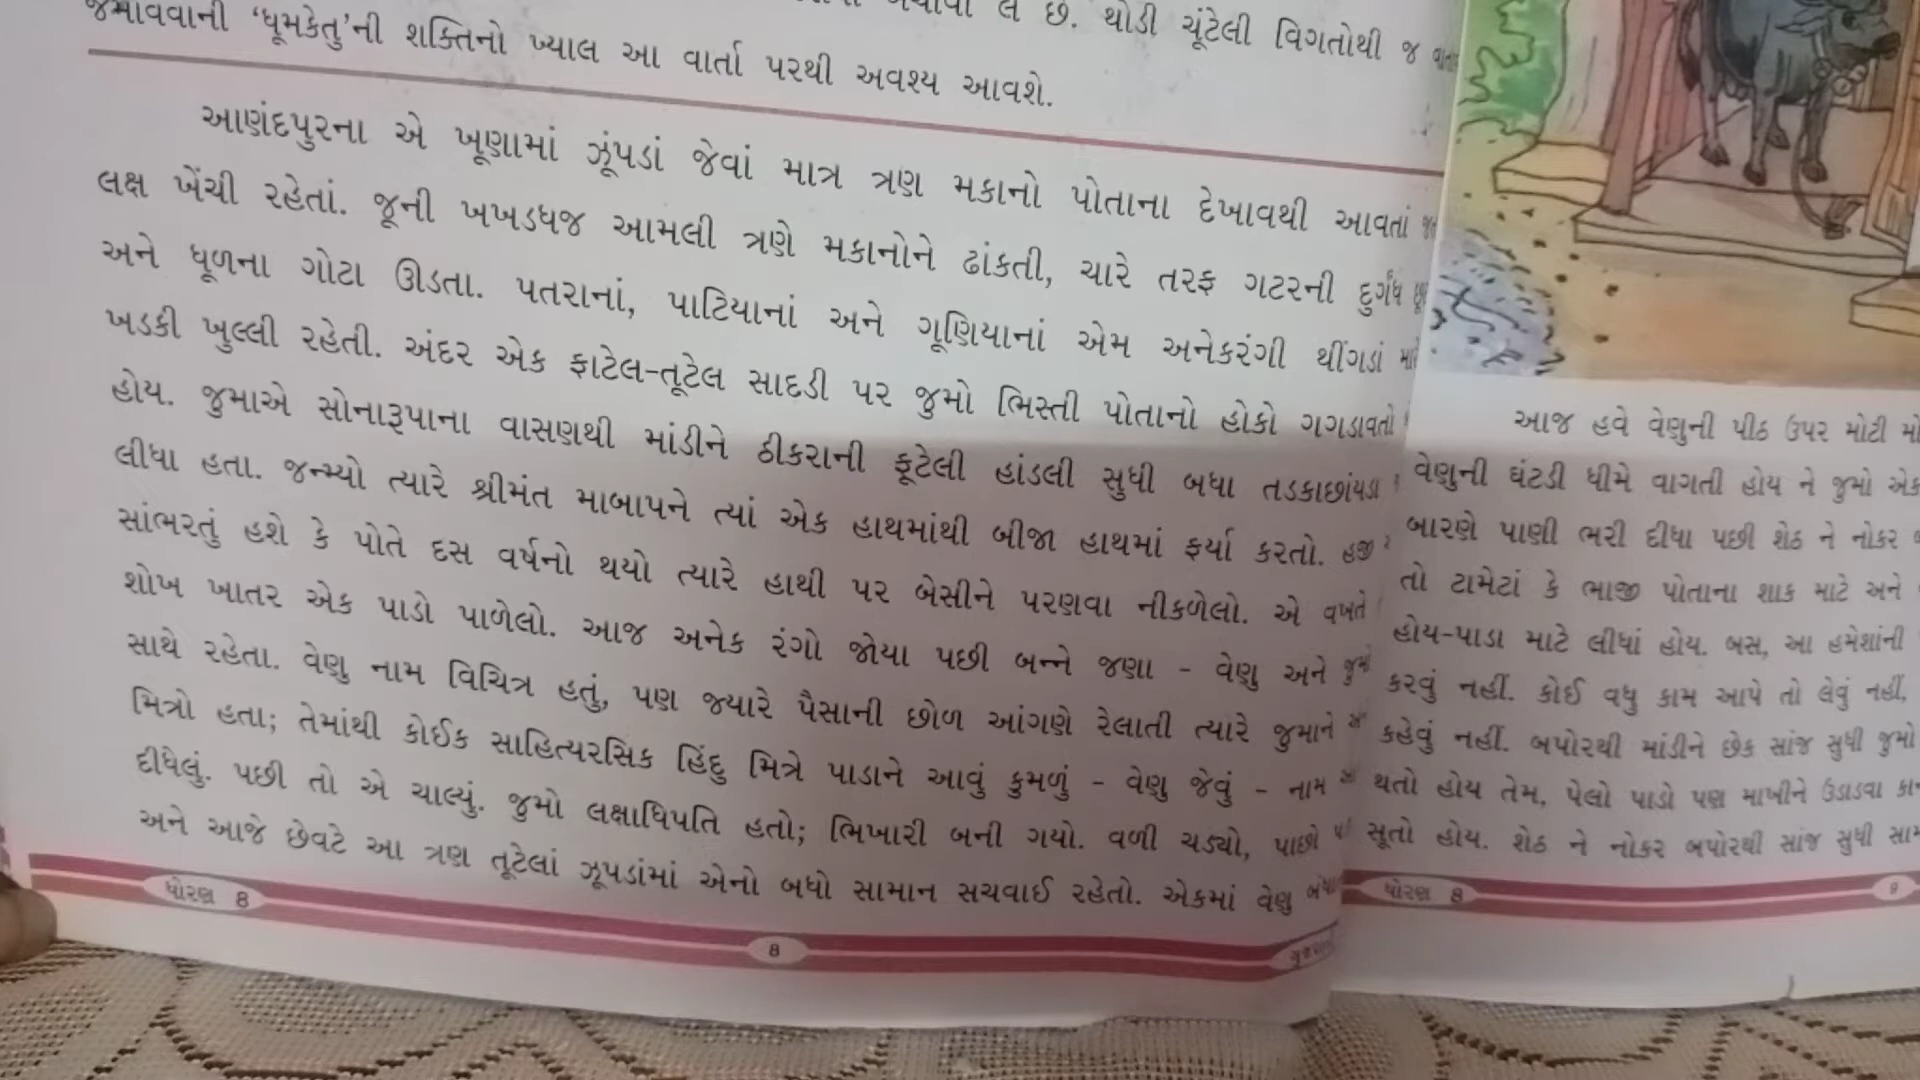 જમાવવાની ‘ધૂમકેતુ’ની શક્તિનો ખ્યાલ આ વાર્તા પરથી અવશ્ય આવશે.
લે છે. થોડી ચૂંટેલી વિગતોથી જ
આણંદપુરના એ ખૂણામાં ઝૂંપડાં જેવાં માત્ર ત્રણ મકાનો પોતાના દેખાવથી આવતાં
લક્ષ ખેંચી રહેતાં. જૂની ખખડધજ આમલી ત્રણે મકાનોને ઢાંકતી, ચારે તરફ ગટરની દુર્ગંધ
અને ધૂળના ગોટા ઊડતા. પતરાનાં, પાટિયાનાં અને ગૂણિયાનાં એમ અનેકરંગી થીંગડાં
ખડકી ખુલ્લી રહેતી. અંદર એક ફાટેલ-તૂટેલ સાદડી પર જુમો ભિસ્તી પોતાનો હોકો ગગડાવતો
હોય. જુમાએ સોનારૂપાના વાસણથી માંડીને ઠીકરાની ફૂટેલી હાંડલી સુધી બધા તડકાછાંયડા
લીધા હતા. જન્મ્યો ત્યારે શ્રીમંત માબાપને ત્યાં એક હાથમાંથી બીજા હાથમાં ફર્યા કરતો. હજી
સાંભરતું હશે કે પોતે દસ વર્ષનો થયો ત્યારે હાથી પર બેસીને પરણવા નીકળેલો. એ વખતે
શોખ ખાતર એક પાડો પાળેલો. આજ અનેક રંગો જોયા પછી બન્ને જણા - વેણુ અને જુમો
સાથે રહેતા. વેણુ નામ વિચિત્ર હતું, પણ જ્યારે પૈસાની છોળ આંગણે રેલાતી ત્યારે જુમાને
મિત્રો હતા; તેમાંથી કોઈક સાહિત્યરસિક હિંદુ મિત્રે પાડાને આવું કુમળું - વેણુ જેવું - નામ
દીધેલું. પછી તો એ ચાલ્યું. જુમો લક્ષાધિપતિ હતો; ભિખારી બની ગયો. વળી ચડ્યો, પાછો
અને આજે છેવટે આ ત્રણ તૂટેલાં ઝૂપડાંમાં એનો બધો સામાન સચવાઈ રહેતો. એકમાં વેણુ
ધોરણ 8
8
આજ હવે વેણુની પીઠ ઉપર મોટી
વેણુની ઘંટડી ધીમે વાગતી હોય ને જુમો
બારણે પાણી ભરી દીધા પછી શેઠ ને નોકર
તો ટામેટાં કે ભાજી પોતાના શાક માટે અને
હોય-પાડા માટે લીધાં હોય. બસ, આ હમેશાંની
કરવું નહીં. કોઈ વધુ કામ આપે તો લેવું નહીં,
કહેવું નહીં. બપોરથી માંડીને છેક સાંજ સુધી જુમો
થતો હોય તેમ, પેલો પાડો પણ માખીને ઉડાડવા
સૂતો હોય. શેઠ ને નોકર બપોરથી સાંજ સુધી
ધોરણ 8
9